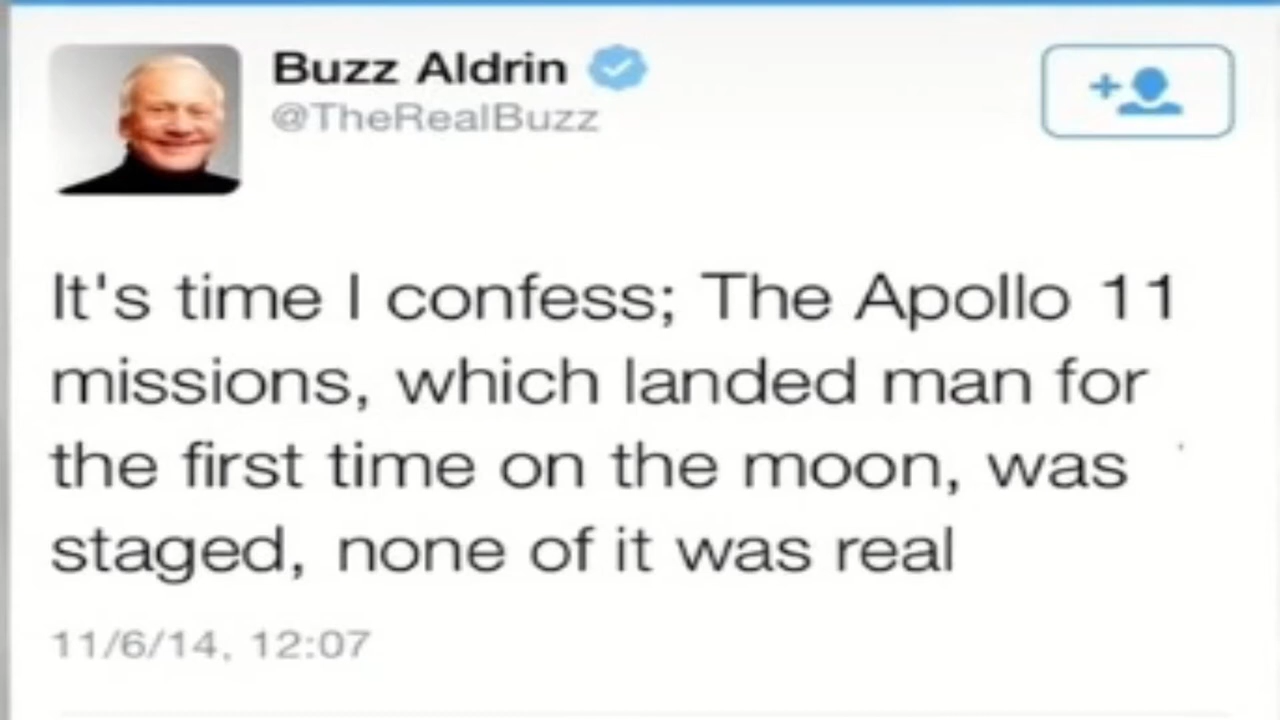 Buzz Aldrin
@TheRealBuzz
It's time I confess; The Apollo 11
missions, which landed man for
the first time on the moon, was
staged, none of it was real
11/6/14, 12:07